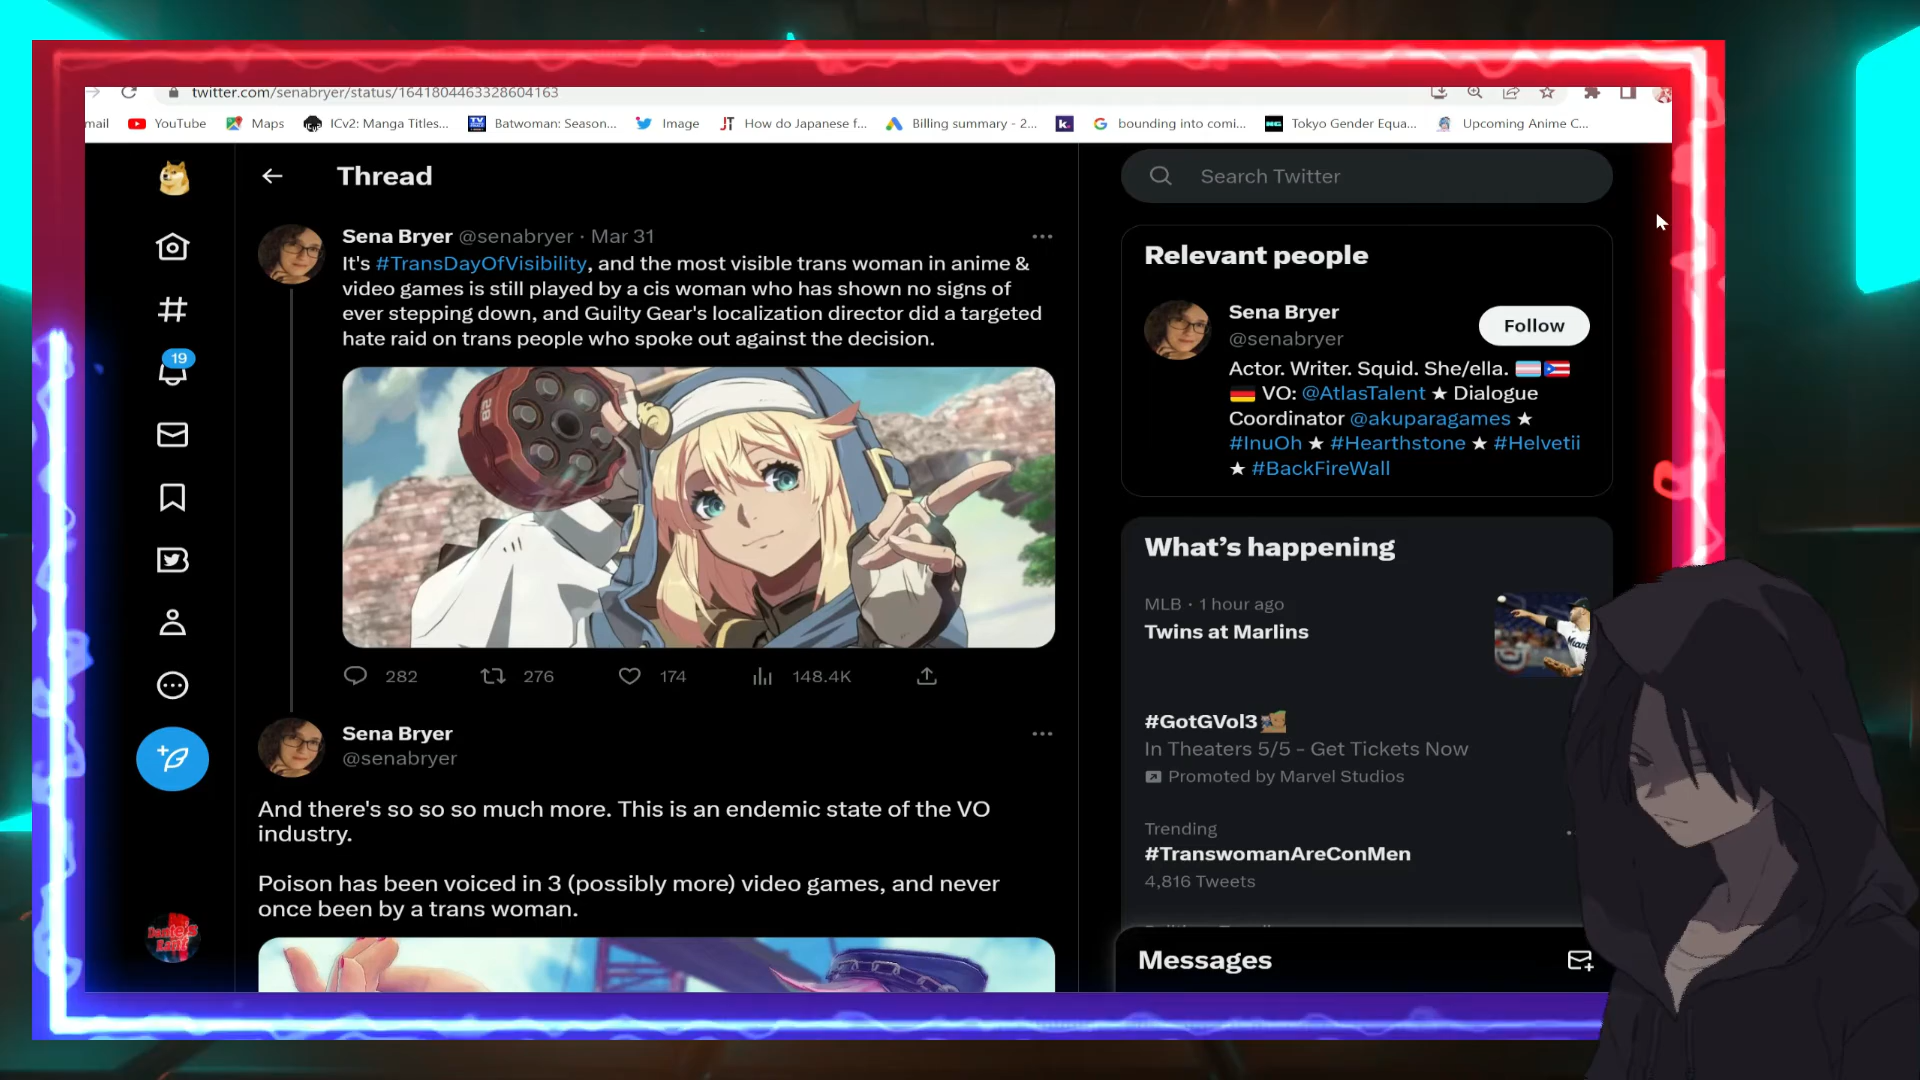 twitter.com/senabryer/status/1641804463328604163
mail YouTube Maps ICv2: Manga Titles... Batwoman: Season... Image How do Japanese f... Billing summary - 2... bounding into comi... Tokyo Gender Equa... Upcoming Anime C...
Thread
Search Twitter
Sena Bryer @senabryer · Mar 31
It's #TransDayOfVisibility, and the most visible trans woman in anime &
video games is still played by a cis woman who has shown no signs of
ever stepping down, and Guilty Gear's localization director did a targeted
hate raid on trans people who spoke out against the decision.
28
282 276 174 148.4K
Sena Bryer
@senabryer
And there's so so so much more. This is an endemic state of the VO
industry.
Poison has been voiced in 3 (possibly more) video games, and never
once been by a trans woman.
19
Relevant people
Sena Bryer
@senabryer
Follow
Actor. Writer. Squid. She/ella.
VO: @AtlasTalent ★ Dialogue
Coordinator @akuparagames ★
#InuOh ★ #Hearthstone ★ #Helvetii
★ #BackFireWall
What's happening
MLB · 1 hour ago
Twins at Marlins
#GotGVol3
In Theaters 5/5 - Get Tickets Now
Promoted by Marvel Studios
Trending
#TranswomanAreConMen
4,816 Tweets
Messages